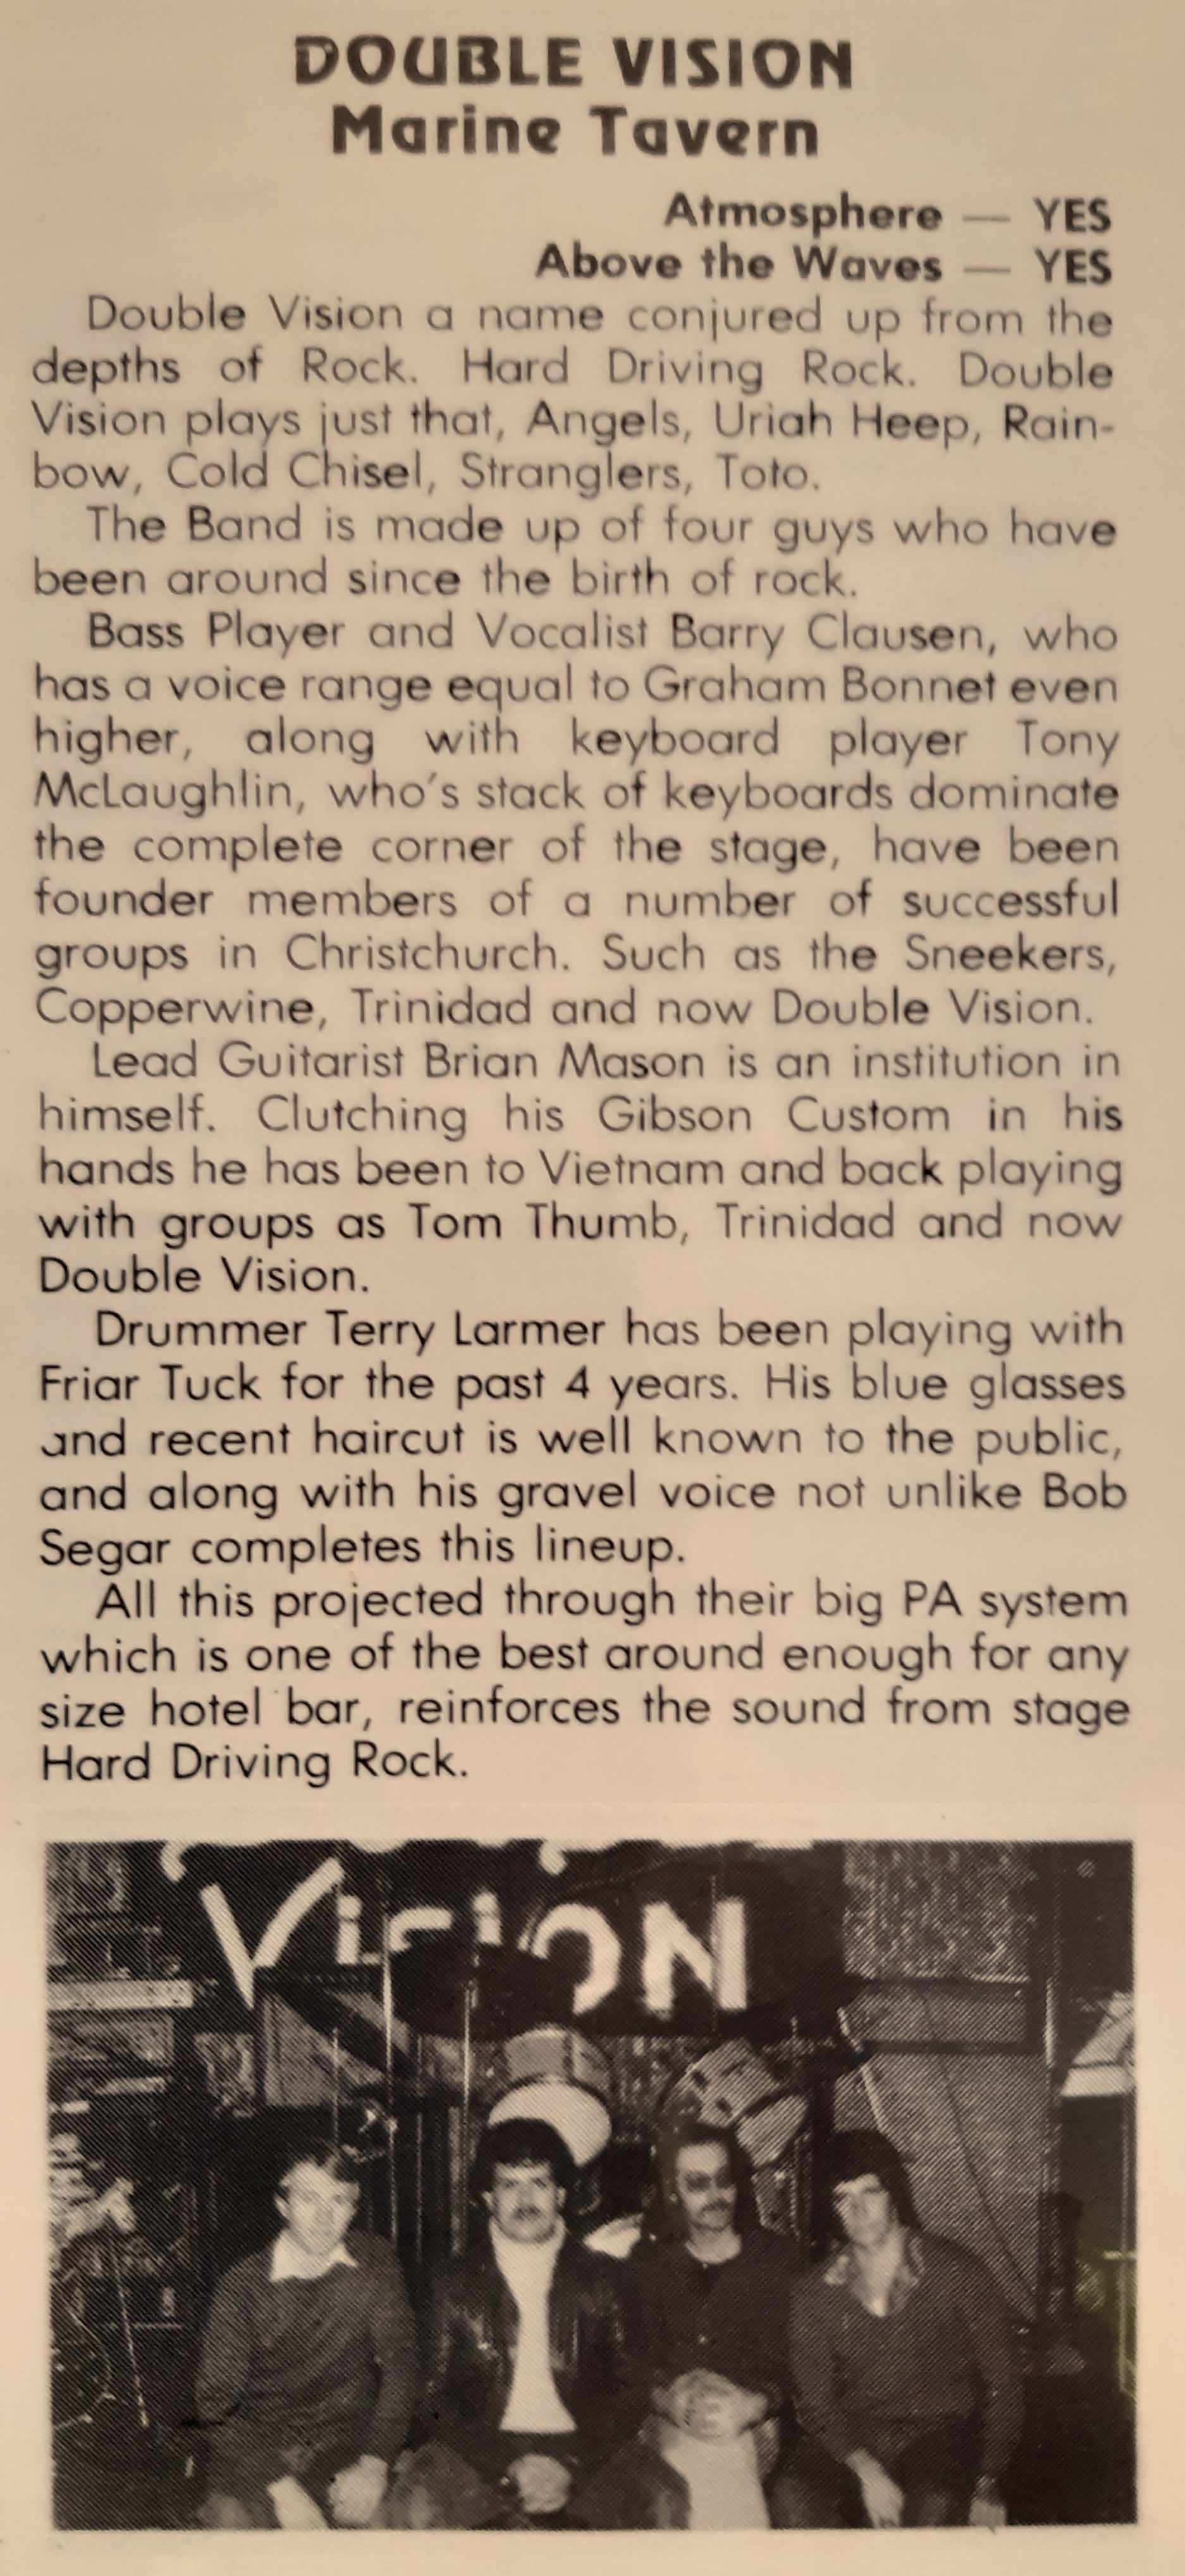 DOUBLE VISION
Marine Tavern
Atmosphere — YES
Above the Waves — YES
Double Vision a name conjured up from the
depths of Rock. Hard Driving Rock. Double
Vision plays just that, Angels, Uriah Heep, Rain-
bow, Cold Chisel, Stranglers, Toto.
The Band is made up of four guys who have
been around since the birth of rock.
Bass Player and Vocalist Barry Clausen, who
has a voice range equal to Graham Bonnet even
higher, along with keyboard player Tony
McLaughlin, who's stack of keyboards dominate
the complete corner of the stage, have been
founder members of a number of successful
groups in Christchurch. Such as the Sneekers,
Copperwine, Trinidad and now Double Vision.
Lead Guitarist Brian Mason is an institution in
himself. Clutching his Gibson Custom in his
hands he has been to Vietnam and back playing
with groups as Tom Thumb, Trinidad and now
Double Vision.
Drummer Terry Larmer has been playing with
Friar Tuck for the past 4 years. His blue glasses
and recent haircut is well known to the public,
and along with his gravel voice not unlike Bob
Segar completes this lineup.
All this projected through their big PA system
which is one of the best around enough for any
size hotel bar, reinforces the sound from stage
Hard Driving Rock.
VisiON